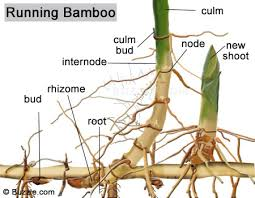 Running Bamboo
culm
culm
bud
node
new
shoot
internode
rhizome
bud
root
© Buzzle.com